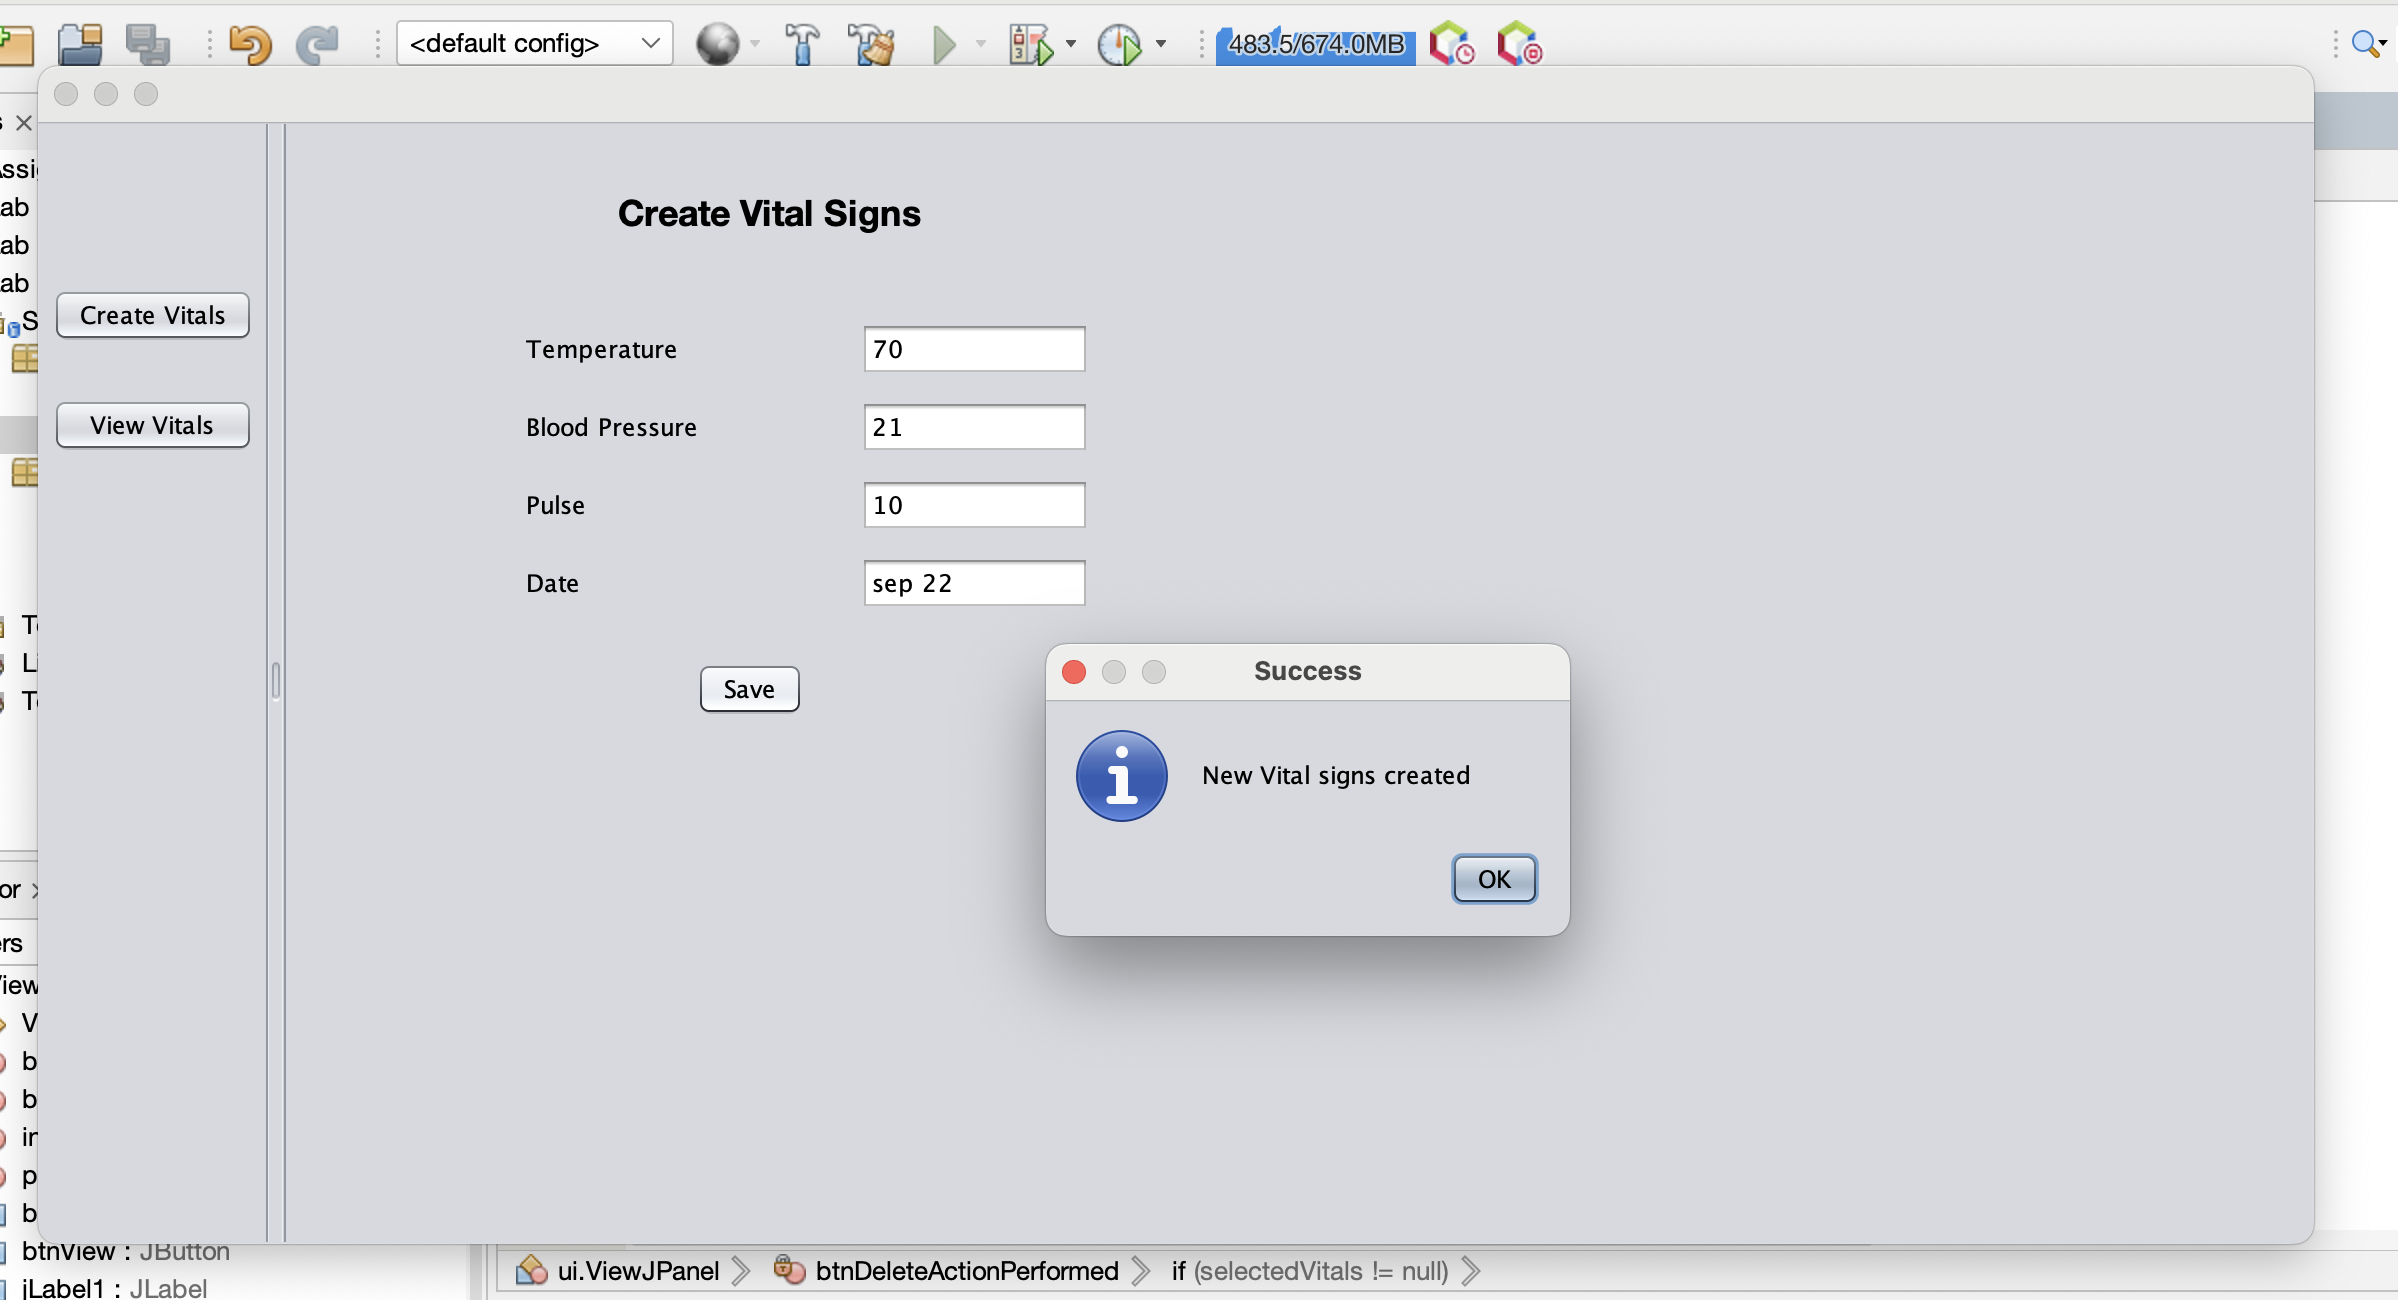 <default config>
483.5/674.0MB
Create Vital Signs
Create Vitals
View Vitals
Temperature
70
Blood Pressure
21
Pulse
10
Date
sep 22
Save
Success
New Vital signs created
OK
btnView : JButton
jLabel1 : JLabel
ui.ViewJPanel
btnDeleteActionPerformed
if (selectedVitals != null)